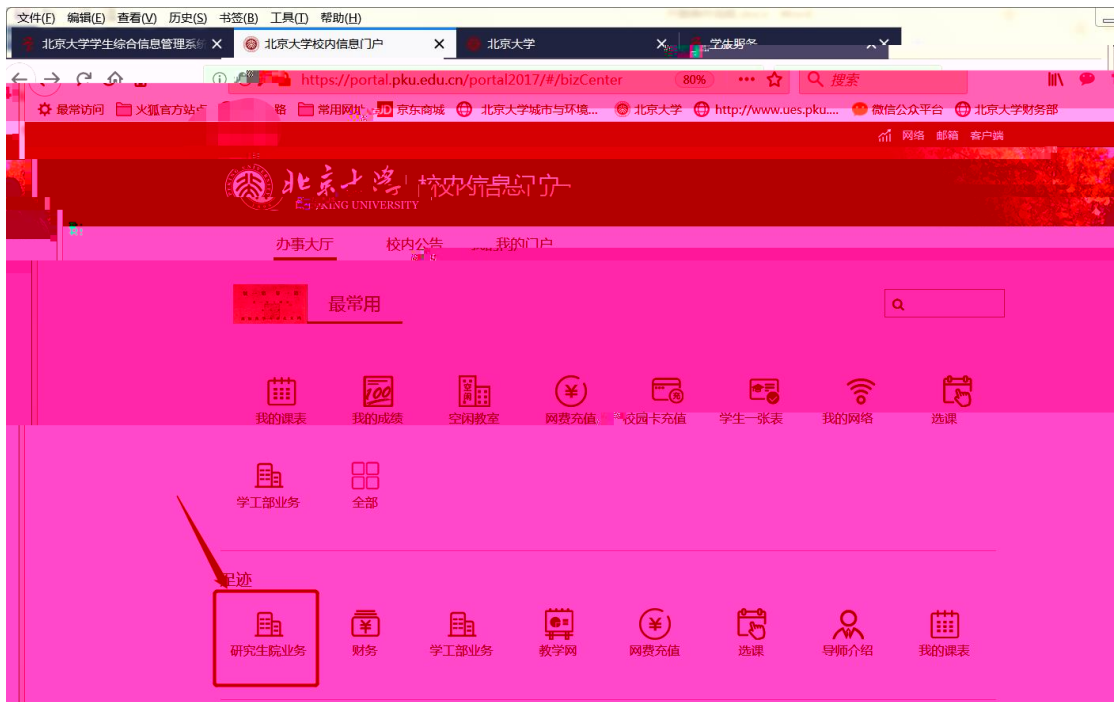 文件(F) 编辑(E) 查看(V) 历史(S) 书签(B) 工具(T) 帮助(H)
北京大学学生综合信息管理系统 北京大学校内信息门户 北京大学
https://portal.pku.edu.cn/portal2017/#/bizCenter 80% 搜索
最常访问 火狐官方站点 常用网址 JD 京东商城 北京大学城市与环境... 北京大学 http://www.ues.pku.... 微信公众平台 北京大学财务部
网络 邮箱 客户端
北京大学 校内信息门户
KING UNIVERSITY
办事大厅 校内公告 我的门户
最常用
我的课表 我的成绩 空闲教室 网费充值 校园卡充值 学生一张表 我的网络 选课
学工部业务 全部
足迹
研究生院业务 财务 学工部业务 教学网 网费充值 选课 导师介绍 我的课表